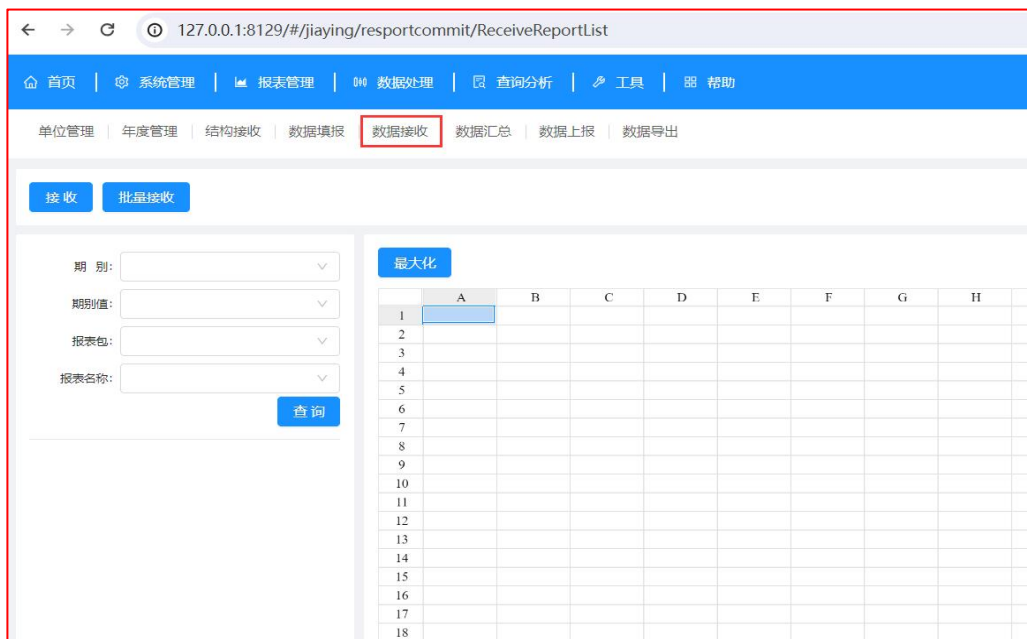 127.0.0.1:8129/#/jiaying/resportcommit/ReceiveReportList
首页 系统管理 报表管理 数据处理 查询分析 工具 帮助
单位管理 年度管理 结构接收 数据填报 数据接收 数据汇总 数据上报 数据导出
接 收 批量接收
期 别:
期别值:
报表包:
报表名称:
查 询
最大化
A B C D E F G H
1
2
3
4
5
6
7
8
9
10
11
12
13
14
15
16
17
18